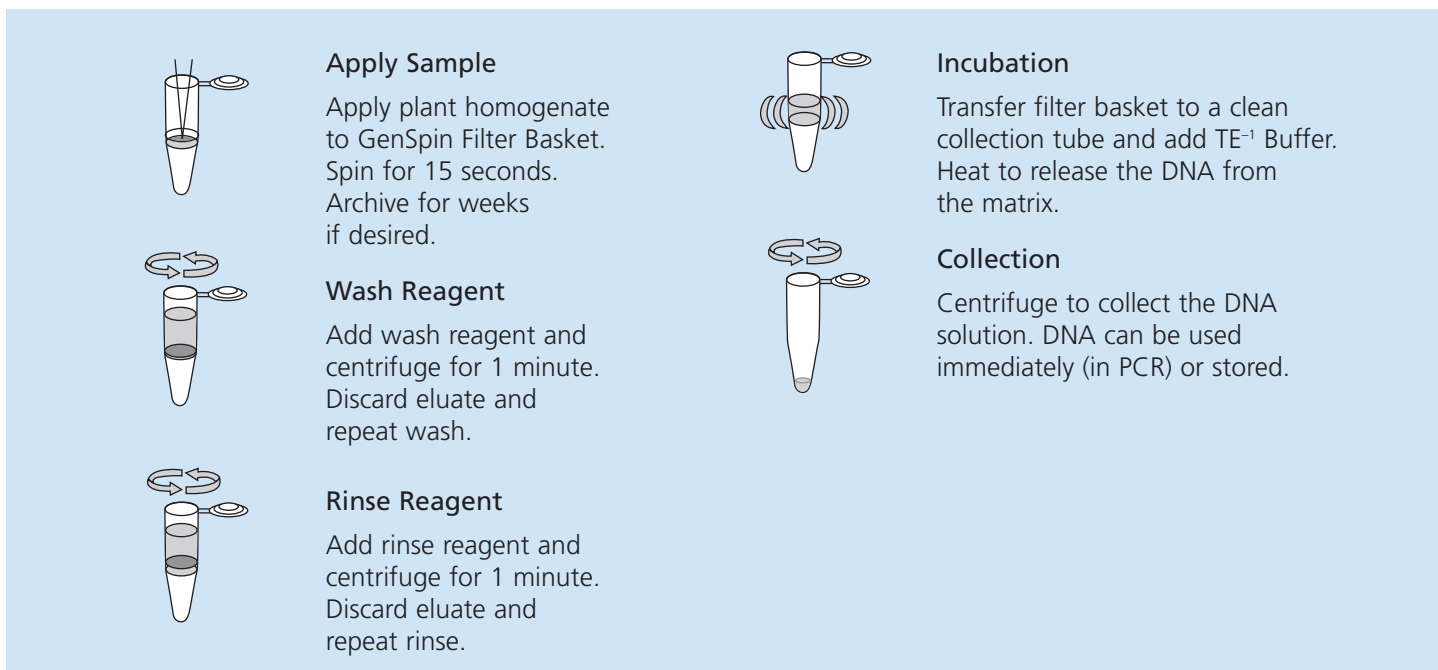 Apply Sample
Apply plant homogenate
to GenSpin Filter Basket.
Spin for 15 seconds.
Archive for weeks
if desired.
Wash Reagent
Add wash reagent and
centrifuge for 1 minute.
Discard eluate and
repeat wash.
Rinse Reagent
Add rinse reagent and
centrifuge for 1 minute.
Discard eluate and
repeat rinse.
Incubation
Transfer filter basket to a clean
collection tube and add TE⁻¹ Buffer.
Heat to release the DNA from
the matrix.
Collection
Centrifuge to collect the DNA
solution. DNA can be used
immediately (in PCR) or stored.